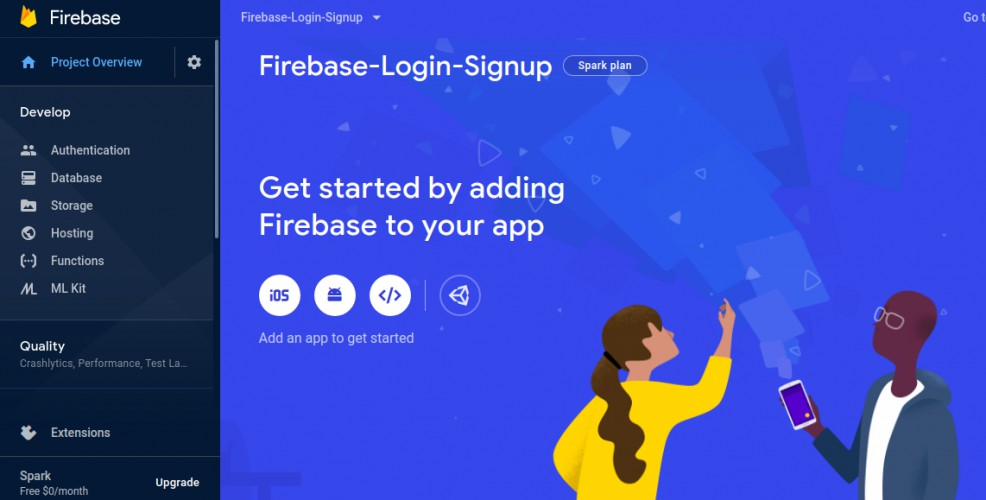 Firebase
Project Overview
Develop
Authentication
Database
Storage
Hosting
Functions
ML Kit
Quality
Crashlytics, Performance, Test La...
Extensions
Spark
Free $0/month
Upgrade
Firebase-Login-Signup
Go t
Firebase-Login-Signup
Spark plan
Get started by adding
Firebase to your app
iOS
Add an app to get started